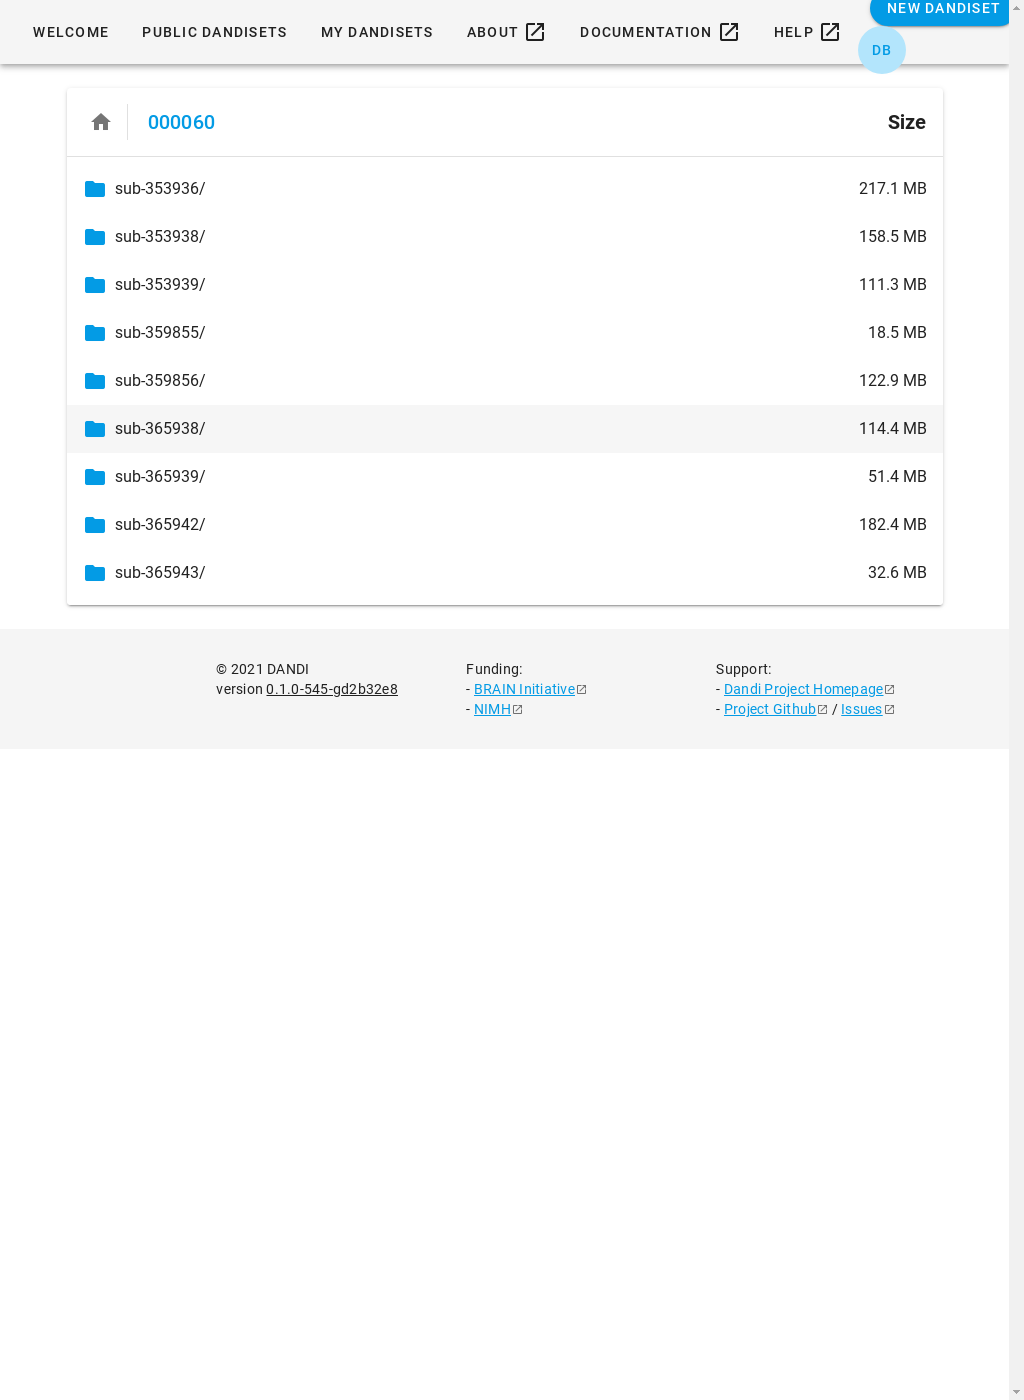 NEW DANDISET
WELCOME PUBLIC DANDISETS MY DANDISETS ABOUT DOCUMENTATION HELP
DB
000060 Size
sub-353936/ 217.1 MB
sub-353938/ 158.5 MB
sub-353939/ 111.3 MB
sub-359855/ 18.5 MB
sub-359856/ 122.9 MB
sub-365938/ 114.4 MB
sub-365939/ 51.4 MB
sub-365942/ 182.4 MB
sub-365943/ 32.6 MB
© 2021 DANDI
version 0.1.0-545-gd2b32e8
Funding:
- BRAIN Initiative
- NIMH
Support:
- Dandi Project Homepage
- Project Github / Issues